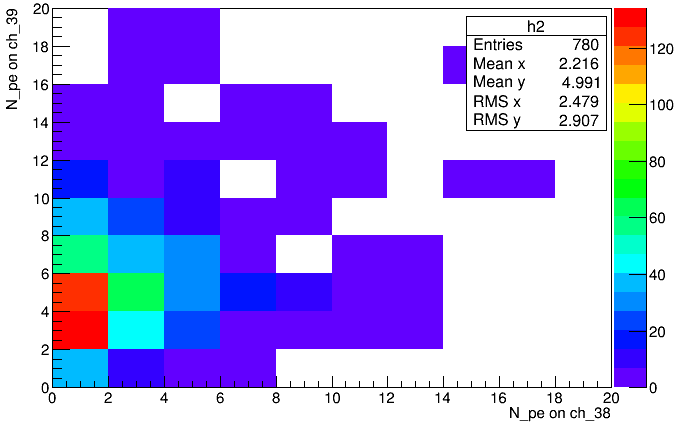 N_pe on ch_39
20
18
16
14
12
10
8
6
4
2
0
h2
Entries 780
Mean x 2.216
Mean y 4.991
RMS x 2.479
RMS y 2.907
120
100
80
60
40
20
0
0 2 4 6 8 10 12 14 16 18 20
N_pe on ch_38